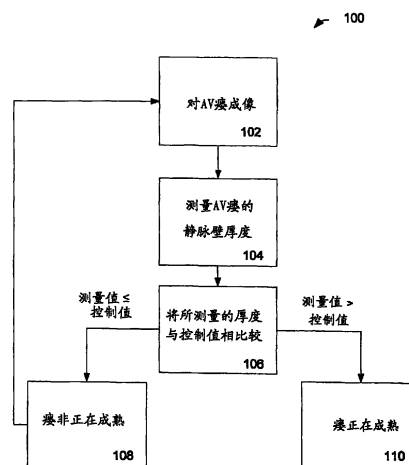 100
对AV瘘成像
102
测量AV瘘的
静脉壁厚度
104
测量值≤
控制值
将所测量的厚度
与控制值相比较
106
测量值>
控制值
瘘非正在成熟
108
瘘正在成熟
110